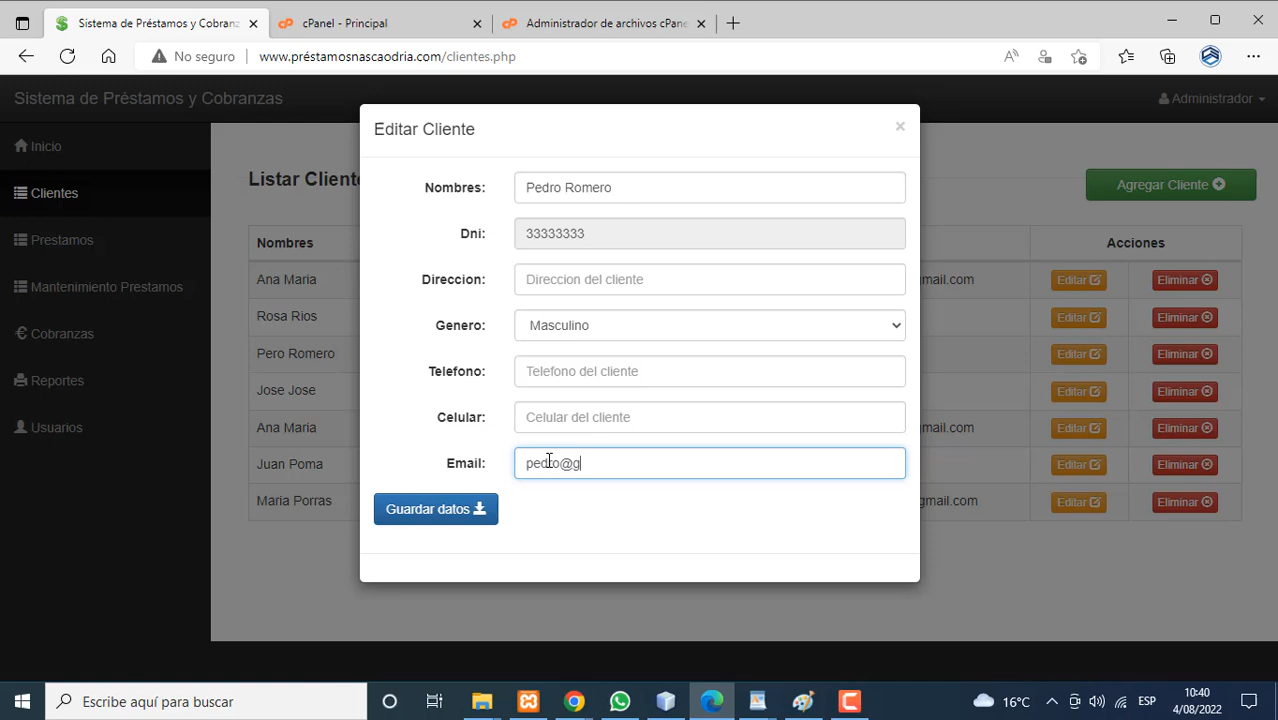 Sistema de Préstamos y Cobranz
cPanel - Principal
Administrador de archivos cPane
No seguro
www.préstamosnascaodria.com/clientes.php
Sistema de Préstamos y Cobranzas
Administrador
Inicio
Clientes
Prestamos
Mantenimiento Prestamos
Cobranzas
Reportes
Usuarios
Listar Cliente
Agregar Cliente
Nombres
Acciones
Ana Maria
gmail.com
Editar
Eliminar
Rosa Rios
Editar
Eliminar
Pero Romero
Editar
Eliminar
Jose Jose
Editar
Eliminar
Ana Maria
gmail.com
Editar
Eliminar
Juan Poma
Editar
Eliminar
Maria Porras
@gmail.com
Editar
Eliminar
Editar Cliente
×
Nombres: Pedro Romero
Dni: 33333333
Direccion: Direccion del cliente
Genero: Masculino
Telefono: Telefono del cliente
Celular: Celular del cliente
Email: pedro@g
Guardar datos
Escribe aquí para buscar
16°C
ESP
10:40
4/08/2022